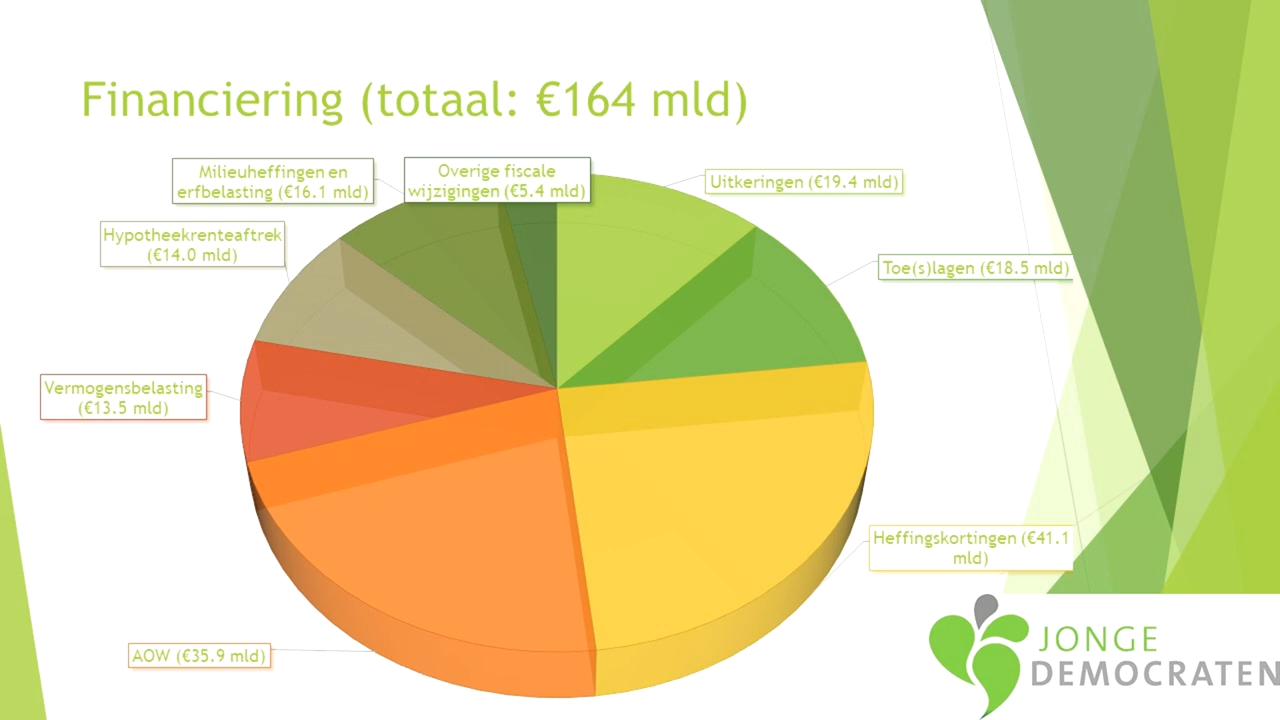 Financiering (totaal: €164 mld)
Milieuheffingen en
erfbelasting (€16.1 mld)
Overige fiscale
wijzigingen (€5.4 mld)
Uitkeringen (€19.4 mld)
Hypotheekrenteaftrek
(€14.0 mld)
Toe(s)lagen (€18.5 mld)
Vermogensbelasting
(€13.5 mld)
Heffingskortingen (€41.1
mld)
AOW (€35.9 mld)
JONGE
DEMOCRATEN